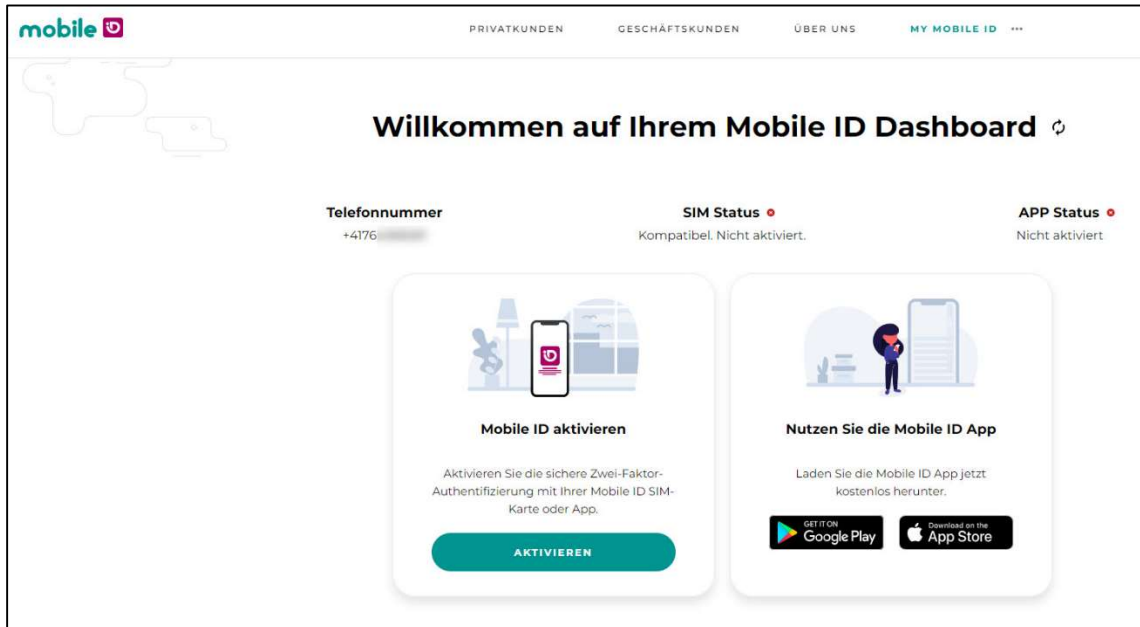 mobile ID
PRIVATKUNDEN GESCHÄFTSKUNDEN ÜBER UNS MY MOBILE ID ...
Willkommen auf Ihrem Mobile ID Dashboard
Telefonnummer SIM Status APP Status
+4176 Kompatibel. Nicht aktiviert. Nicht aktiviert
Mobile ID aktivieren
Aktivieren Sie die sichere Zwei-Faktor-
Authentifizierung mit Ihrer Mobile ID SIM-
Karte oder App.
AKTIVIEREN
Nutzen Sie die Mobile ID App
Laden Sie die Mobile ID App jetzt
kostenlos herunter.
GET IT ON
Google Play
Download on the
App Store